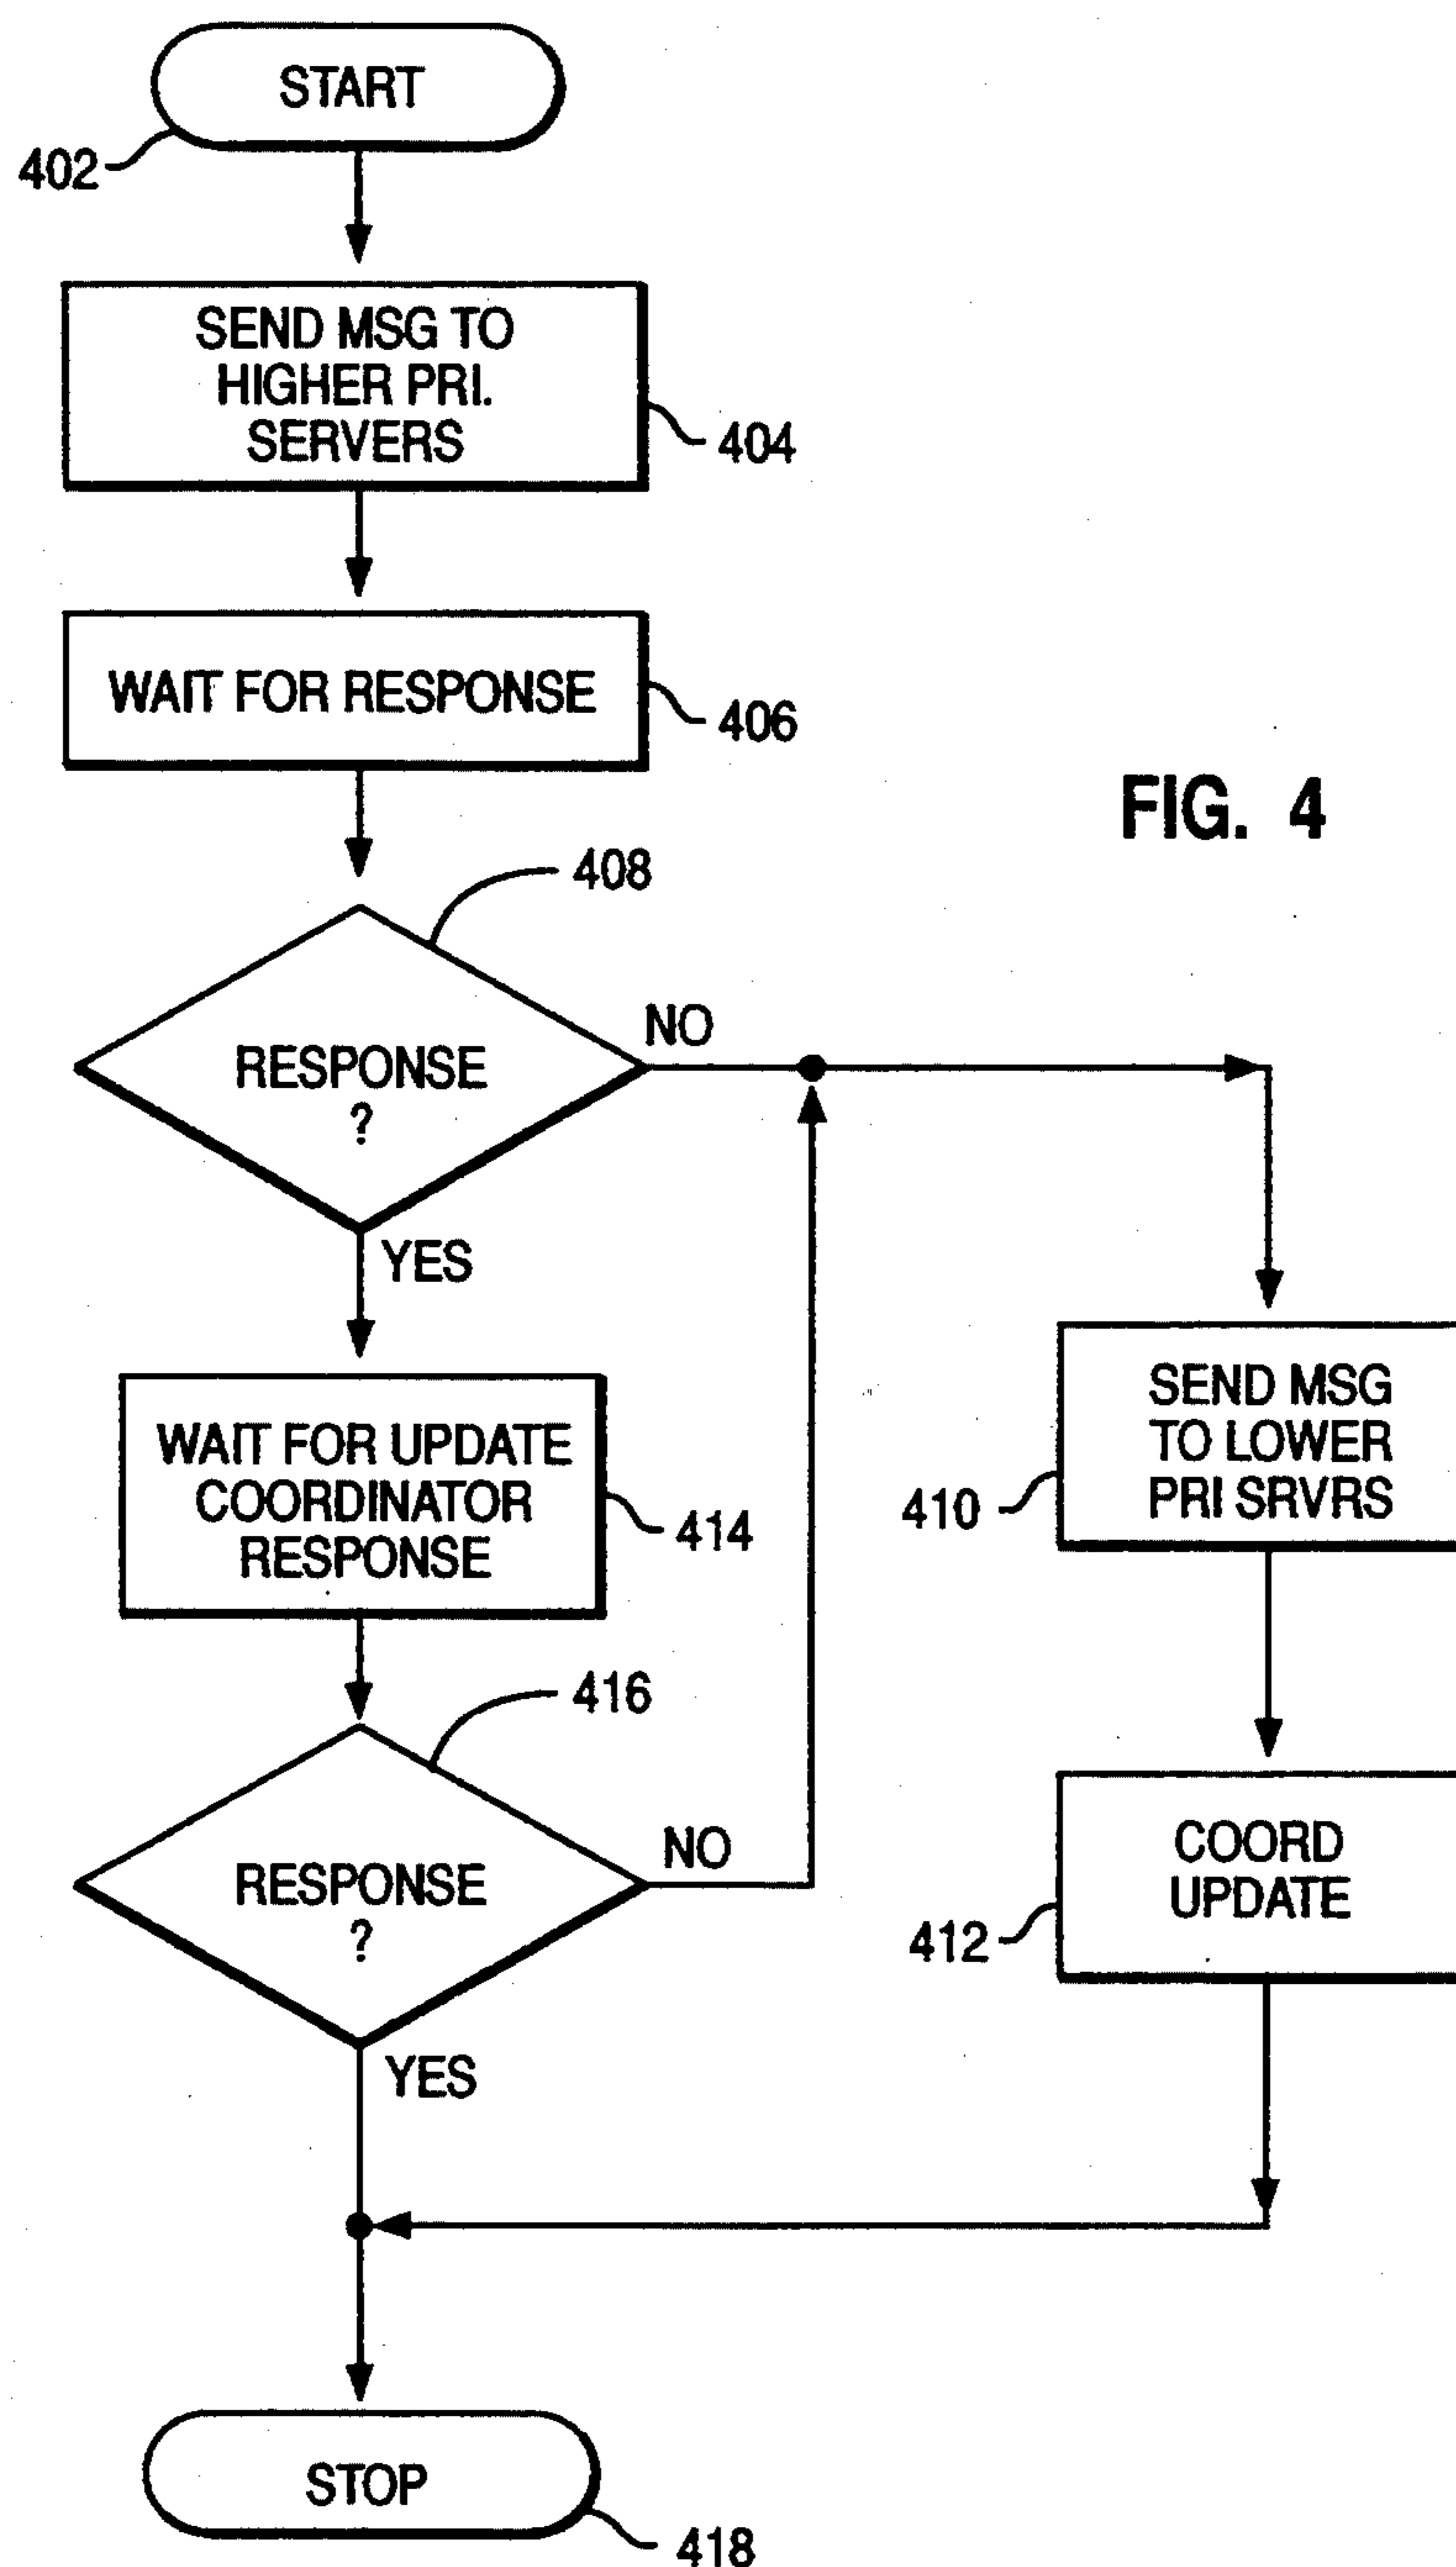 START
402
SEND MSG TO
HIGHER PRI.
SERVERS
404
WAIT FOR RESPONSE
406
FIG. 4
408
RESPONSE
?
NO
YES
SEND MSG
TO LOWER
PRI SRVRS
410
WAIT FOR UPDATE
COORDINATOR
RESPONSE
414
416
RESPONSE
?
NO
YES
COORD
UPDATE
412
STOP
418